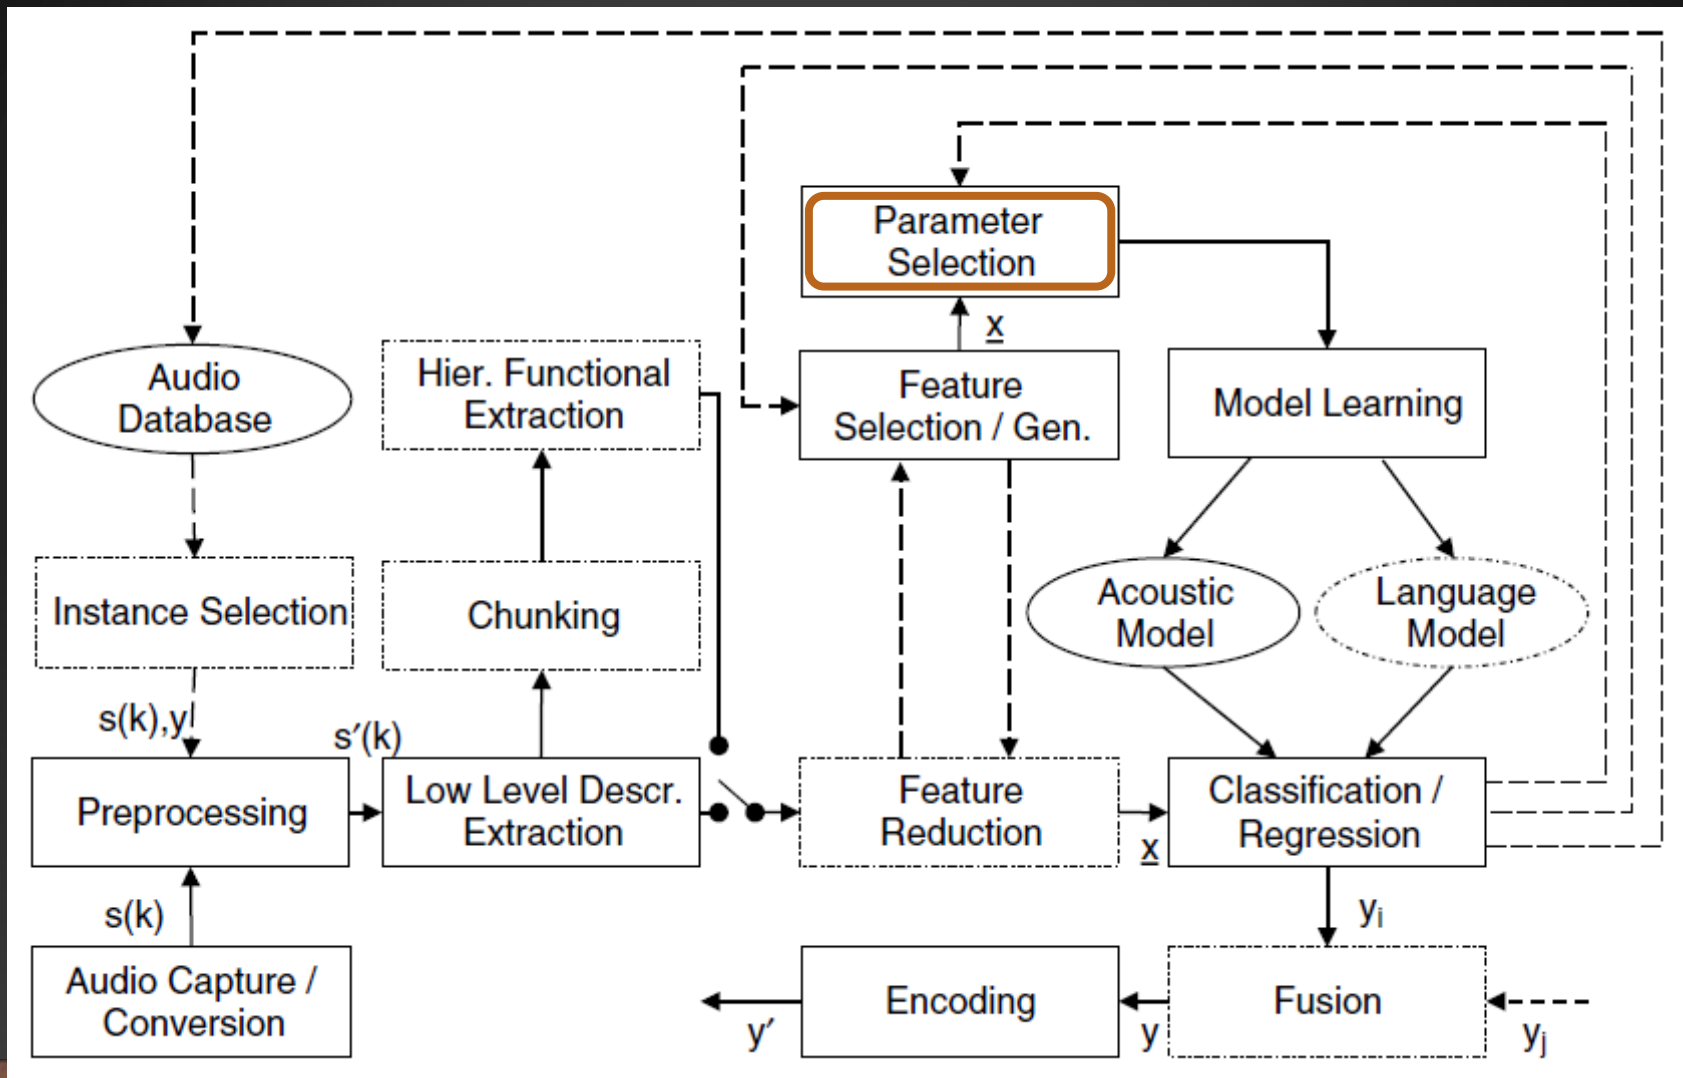 Parameter
Selection
x
Audio
Database
Hier. Functional
Extraction
Feature
Selection / Gen.
Model Learning
Instance Selection
Chunking
Acoustic
Model
Language
Model
s(k),y
s′(k)
Preprocessing
Low Level Descr.
Extraction
Feature
Reduction
x
Classification /
Regression
s(k)
yi
Audio Capture /
Conversion
y′
Encoding
y
Fusion
yj